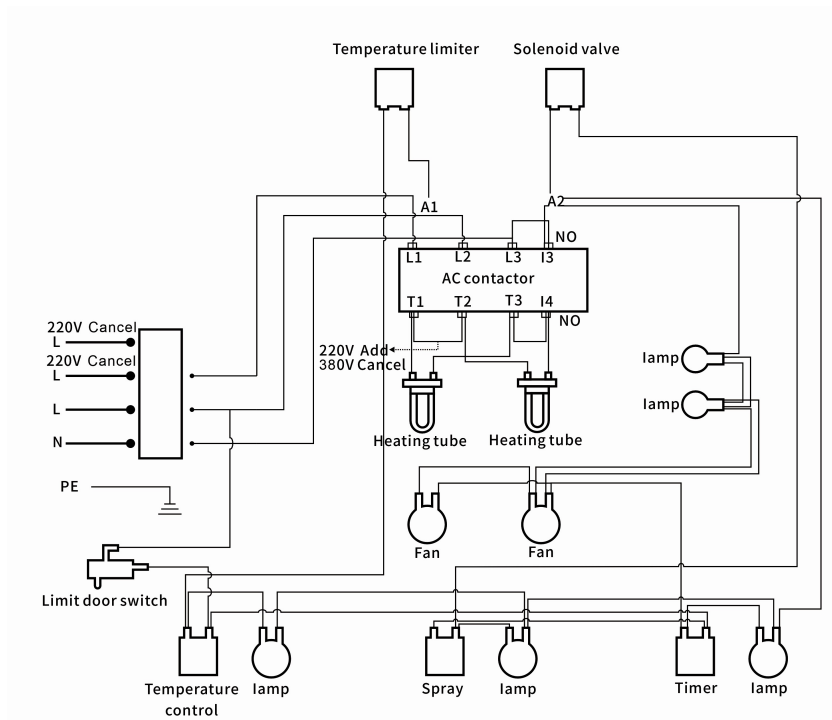 Temperature limiter
Solenoid valve
A1
A2
NO
L1
L2
L3
I3
AC contactor
T1
T2
T3
I4
NO
220V Cancel
L
220V Cancel
L
L
N
220V Add
380V Cancel
lamp
lamp
Heating tube
Heating tube
PE
Fan
Fan
Limit door switch
Temperature
control
lamp
Spray
lamp
Timer
lamp